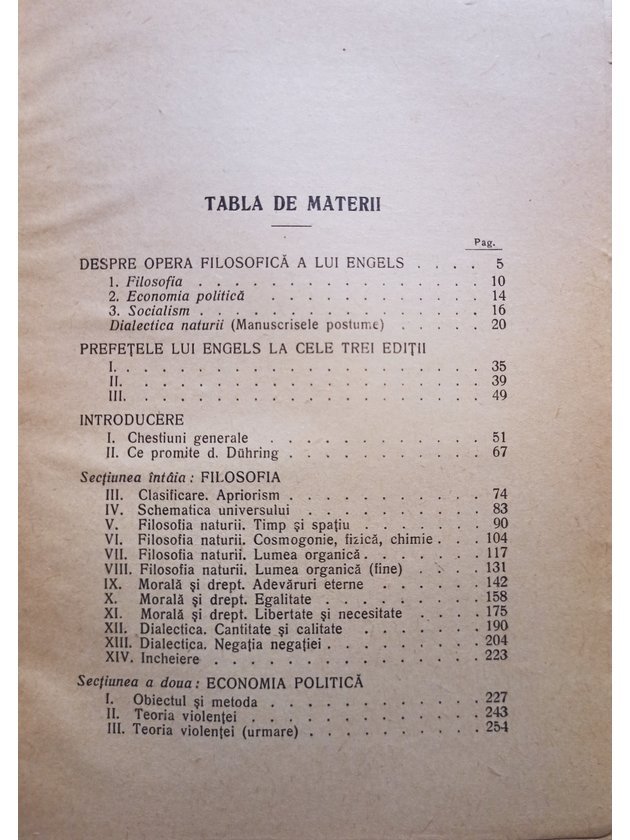 TABLA DE MATERII
Pag.
DESPRE OPERA FILOSOFICĂ A LUI ENGELS . . . . 5
1. Filosofia . . . . . . . . . . . . . . . 10
2. Economia politică . . . . . . . . . . . 14
3. Socialism . . . . . . . . . . . . . . . 16
Dialectica naturii (Manuscrisele postume) . . . . . 20
PREFEȚELE LUI ENGELS LA CELE TREI EDIȚII
I. . . . . . . . . . . . . . . . . . . 35
II. . . . . . . . . . . . . . . . . . 39
III. . . . . . . . . . . . . . . . . . 49
INTRODUCERE
I. Chestiuni generale . . . . . . . . . . 51
II. Ce promite d. Dühring . . . . . . . . . 67
Secțiunea întâia: FILOSOFIA
III. Clasificare. Apriorism . . . . . . . . . 74
IV. Schematica universului . . . . . . . . 83
V. Filosofia naturii. Timp și spațiu . . . . . . 90
VI. Filosofia naturii. Cosmogonie, fizică, chimie . . . 104
VII. Filosofia naturii. Lumea organică . . . . . . 117
VIII. Filosofia naturii. Lumea organică (fine) . . . . 131
IX. Morală și drept. Adevăruri eterne . . . . . 142
X. Morală și drept. Egalitate . . . . . . . . 158
XI. Morală și drept. Libertate și necesitate . . . . 175
XII. Dialectica. Cantitate și calitate . . . . . . 190
XIII. Dialectica. Negația negației . . . . . . . . 204
XIV. Incheiere . . . . . . . . . . . . . 223
Secțiunea a doua: ECONOMIA POLITICĂ
I. Obiectul și metoda . . . . . . . . . . 227
II. Teoria violenței . . . . . . . . . . . 243
III. Teoria violenței (urmare) . . . . . . . . 254